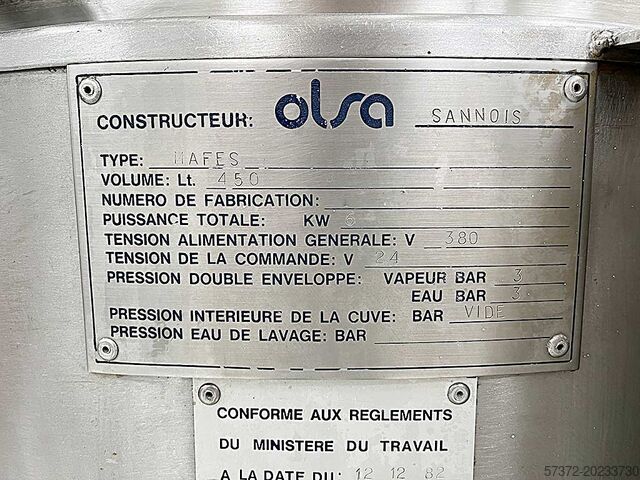 CONSTRUCTEUR: olsa SANNOIS
TYPE: MAFES
VOLUME: Lt. 450
NUMERO DE FABRICATION:
PUISSANCE TOTALE: KW 6
TENSION ALIMENTATION GENERALE: V 380
TENSION DE LA COMMANDE: V 24
PRESSION DOUBLE ENVELOPPE: VAPEUR BAR 3
EAU BAR 3
PRESSION INTERIEURE DE LA CUVE: BAR VIDE
PRESSION EAU DE LAVAGE: BAR
CONFORME AUX REGLEMENTS
DU MINISTERE DU TRAVAIL
A LA DATE DU: 12 12 82
57372-20233730